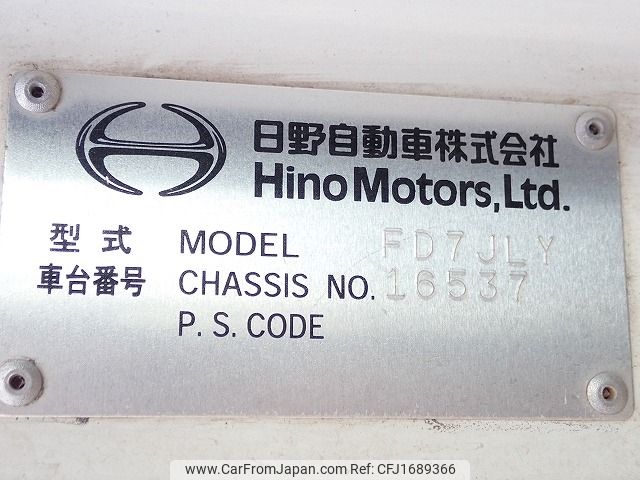 日野自動車株式会社
Hino Motors, Ltd.
型式 MODEL FD7JLY
車台番号 CHASSIS NO. 16537
P. S. CODE
www.CarFromJapan.com | CFJ1689366